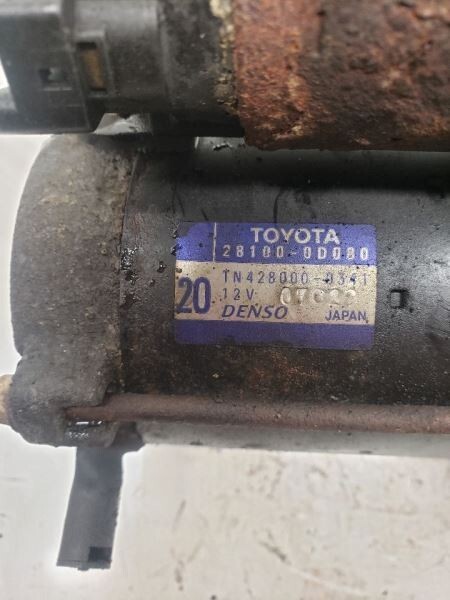 TOYOTA
28100-0D080
TN428000-0341
20
12V
DENSO JAPAN